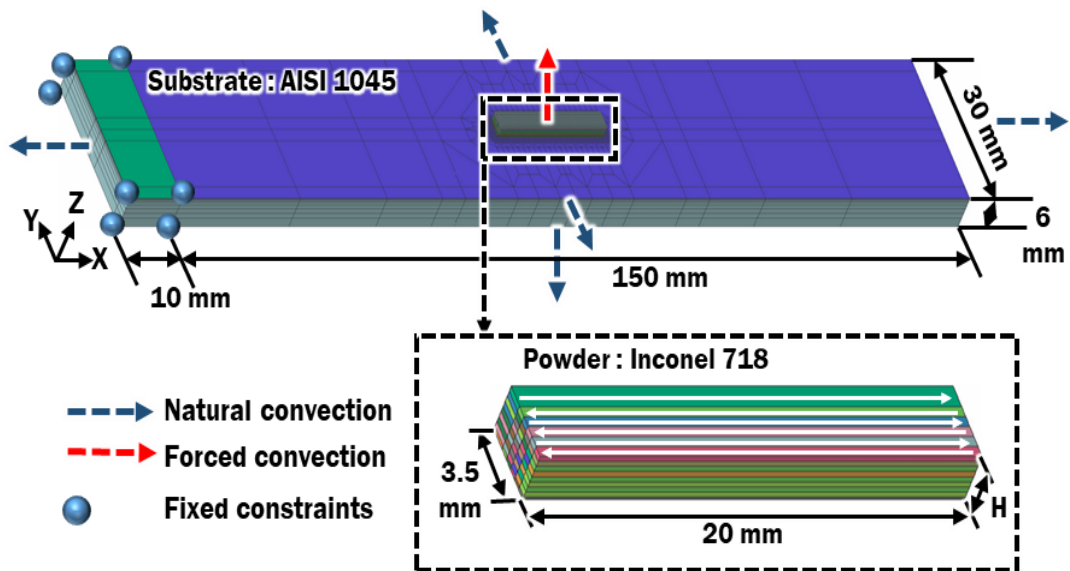 Substrate : AISI 1045
30 mm
Y
Z
X
6
mm
10 mm
150 mm
Powder : Inconel 718
Natural convection
Forced convection
Fixed constraints
3.5
mm
H
20 mm